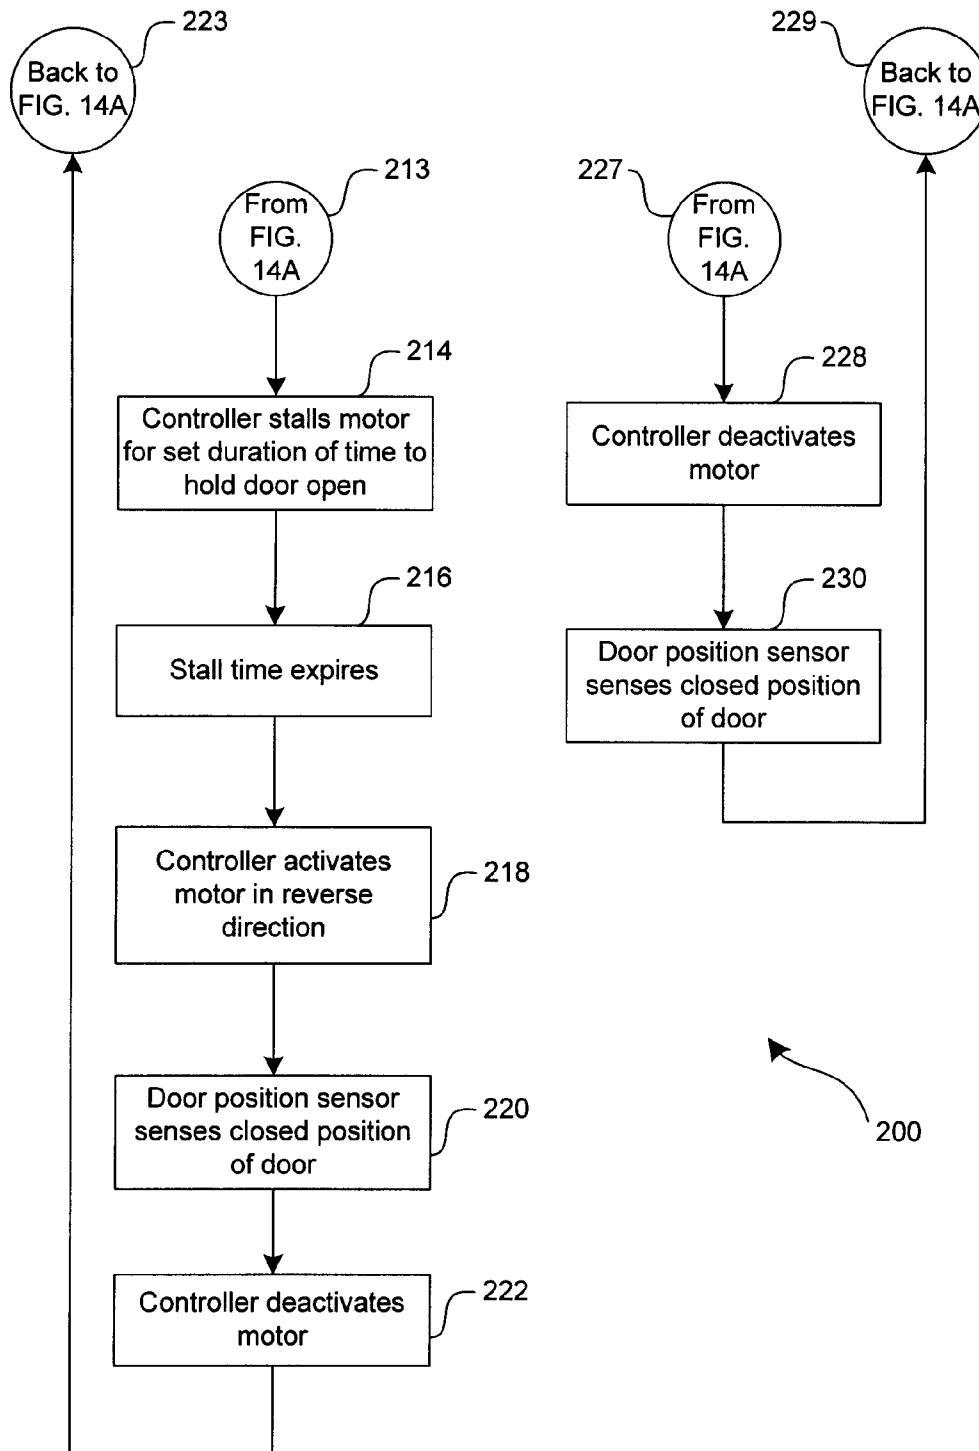 223
Back to
FIG. 14A
229
Back to
FIG. 14A
213
From
FIG.
14A
227
From
FIG.
14A
214
Controller stalls motor
for set duration of time to
hold door open
228
Controller deactivates
motor
216
Stall time expires
230
Door position sensor
senses closed position
of door
Controller activates
motor in reverse
direction
218
Door position sensor
senses closed position
of door
220
200
Controller deactivates
motor
222